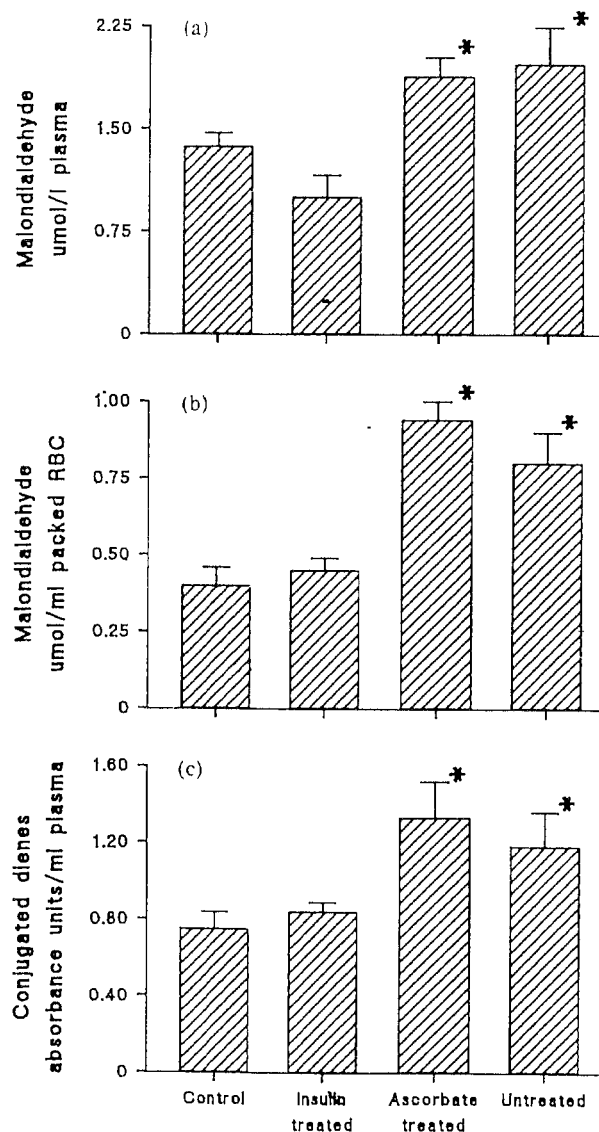 (a)
Malondialdehyde
umol/l plasma
2.25
1.50
0.75
0
*
*
(b)
Malondialdehyde
umol/ml packed RBC
1.00
0.75
0.50
0.25
0
*
*
(c)
Conjugated dienes
absorbance units/ml plasma
1.60
1.20
0.80
0.40
0
*
*
Control
Insulin
treated
Ascorbate
treated
Untreated